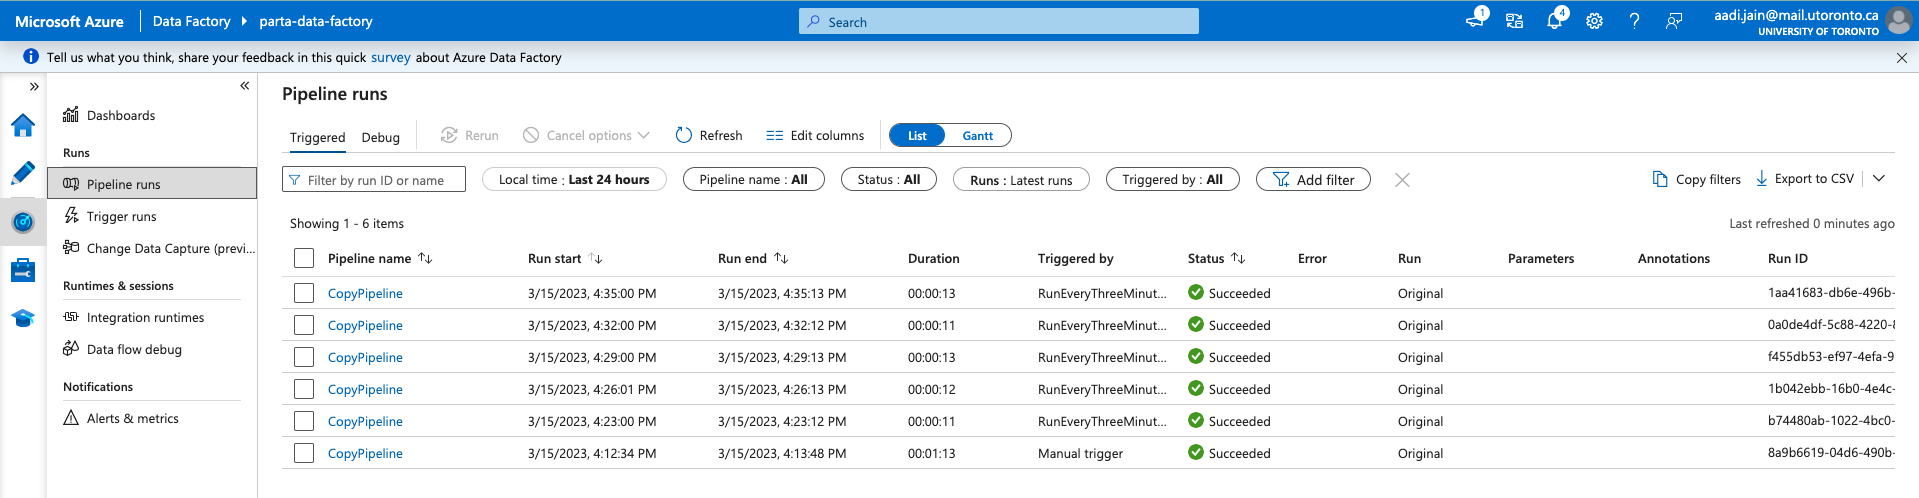 Microsoft Azure Data Factory parta-data-factory Search 1 4 aadi.jain@mail.utoronto.ca
UNIVERSITY OF TORONTO
Tell us what you think, share your feedback in this quick survey about Azure Data Factory
Dashboards
Runs
Pipeline runs
Trigger runs
Change Data Capture (previ...
Runtimes & sessions
Integration runtimes
Data flow debug
Notifications
Alerts & metrics
Pipeline runs
Triggered Debug Rerun Cancel options Refresh Edit columns List Gantt
Filter by run ID or name Local time : Last 24 hours Pipeline name : All Status : All Runs : Latest runs Triggered by : All Add filter Copy filters Export to CSV
Showing 1 - 6 items Last refreshed 0 minutes ago
Pipeline name Run start Run end Duration Triggered by Status Error Run Parameters Annotations Run ID
CopyPipeline 3/15/2023, 4:35:00 PM 3/15/2023, 4:35:13 PM 00:00:13 RunEveryThreeMinut... Succeeded Original 1aa41683-db6e-496b-
CopyPipeline 3/15/2023, 4:32:00 PM 3/15/2023, 4:32:12 PM 00:00:11 RunEveryThreeMinut... Succeeded Original 0a0de4df-5c88-4220-8
CopyPipeline 3/15/2023, 4:29:00 PM 3/15/2023, 4:29:13 PM 00:00:13 RunEveryThreeMinut... Succeeded Original f455db53-ef97-4efa-9
CopyPipeline 3/15/2023, 4:26:01 PM 3/15/2023, 4:26:13 PM 00:00:12 RunEveryThreeMinut... Succeeded Original 1b042ebb-16b0-4e4c-
CopyPipeline 3/15/2023, 4:23:00 PM 3/15/2023, 4:23:12 PM 00:00:11 RunEveryThreeMinut... Succeeded Original b74480ab-1022-4bc0-
CopyPipeline 3/15/2023, 4:12:34 PM 3/15/2023, 4:13:48 PM 00:01:13 Manual trigger Succeeded Original 8a9b6619-04d6-490b-